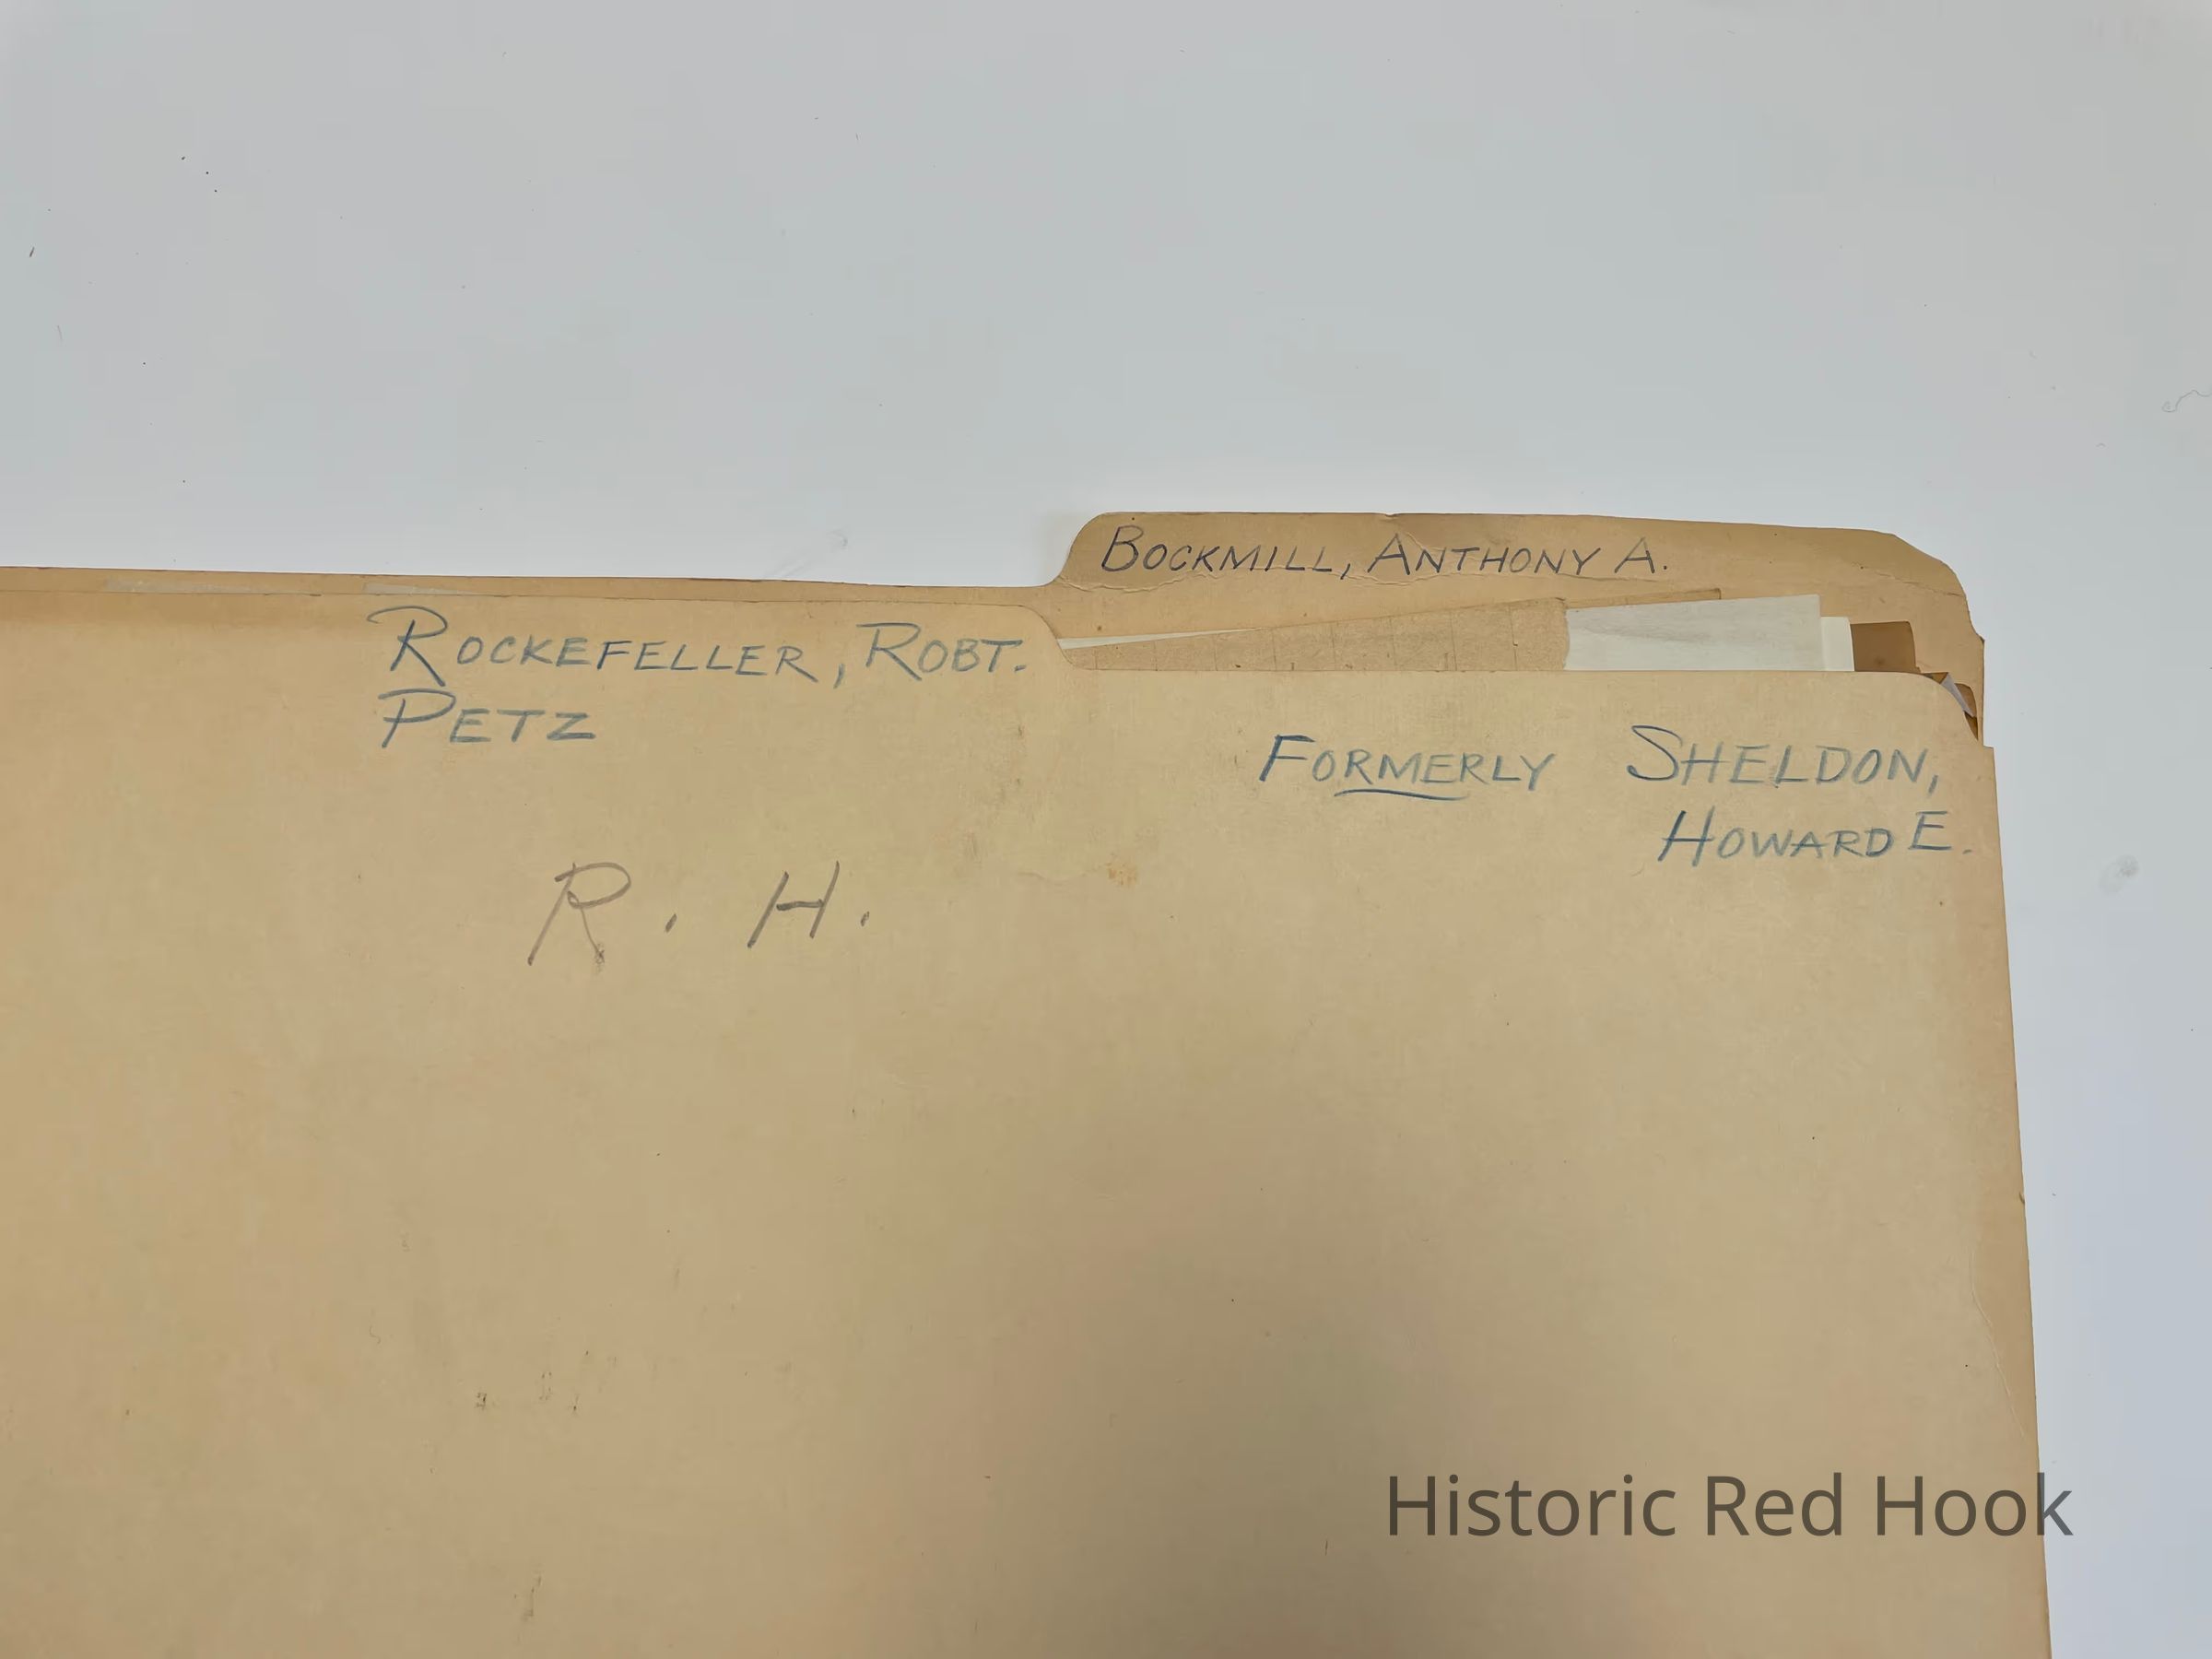 BOCKMILL, ANTHONY A.
ROCKEFELLER, ROBT.
PETZ
FORMERLY SHELDON,
HOWARD E.
R. H.
Historic Red Hook